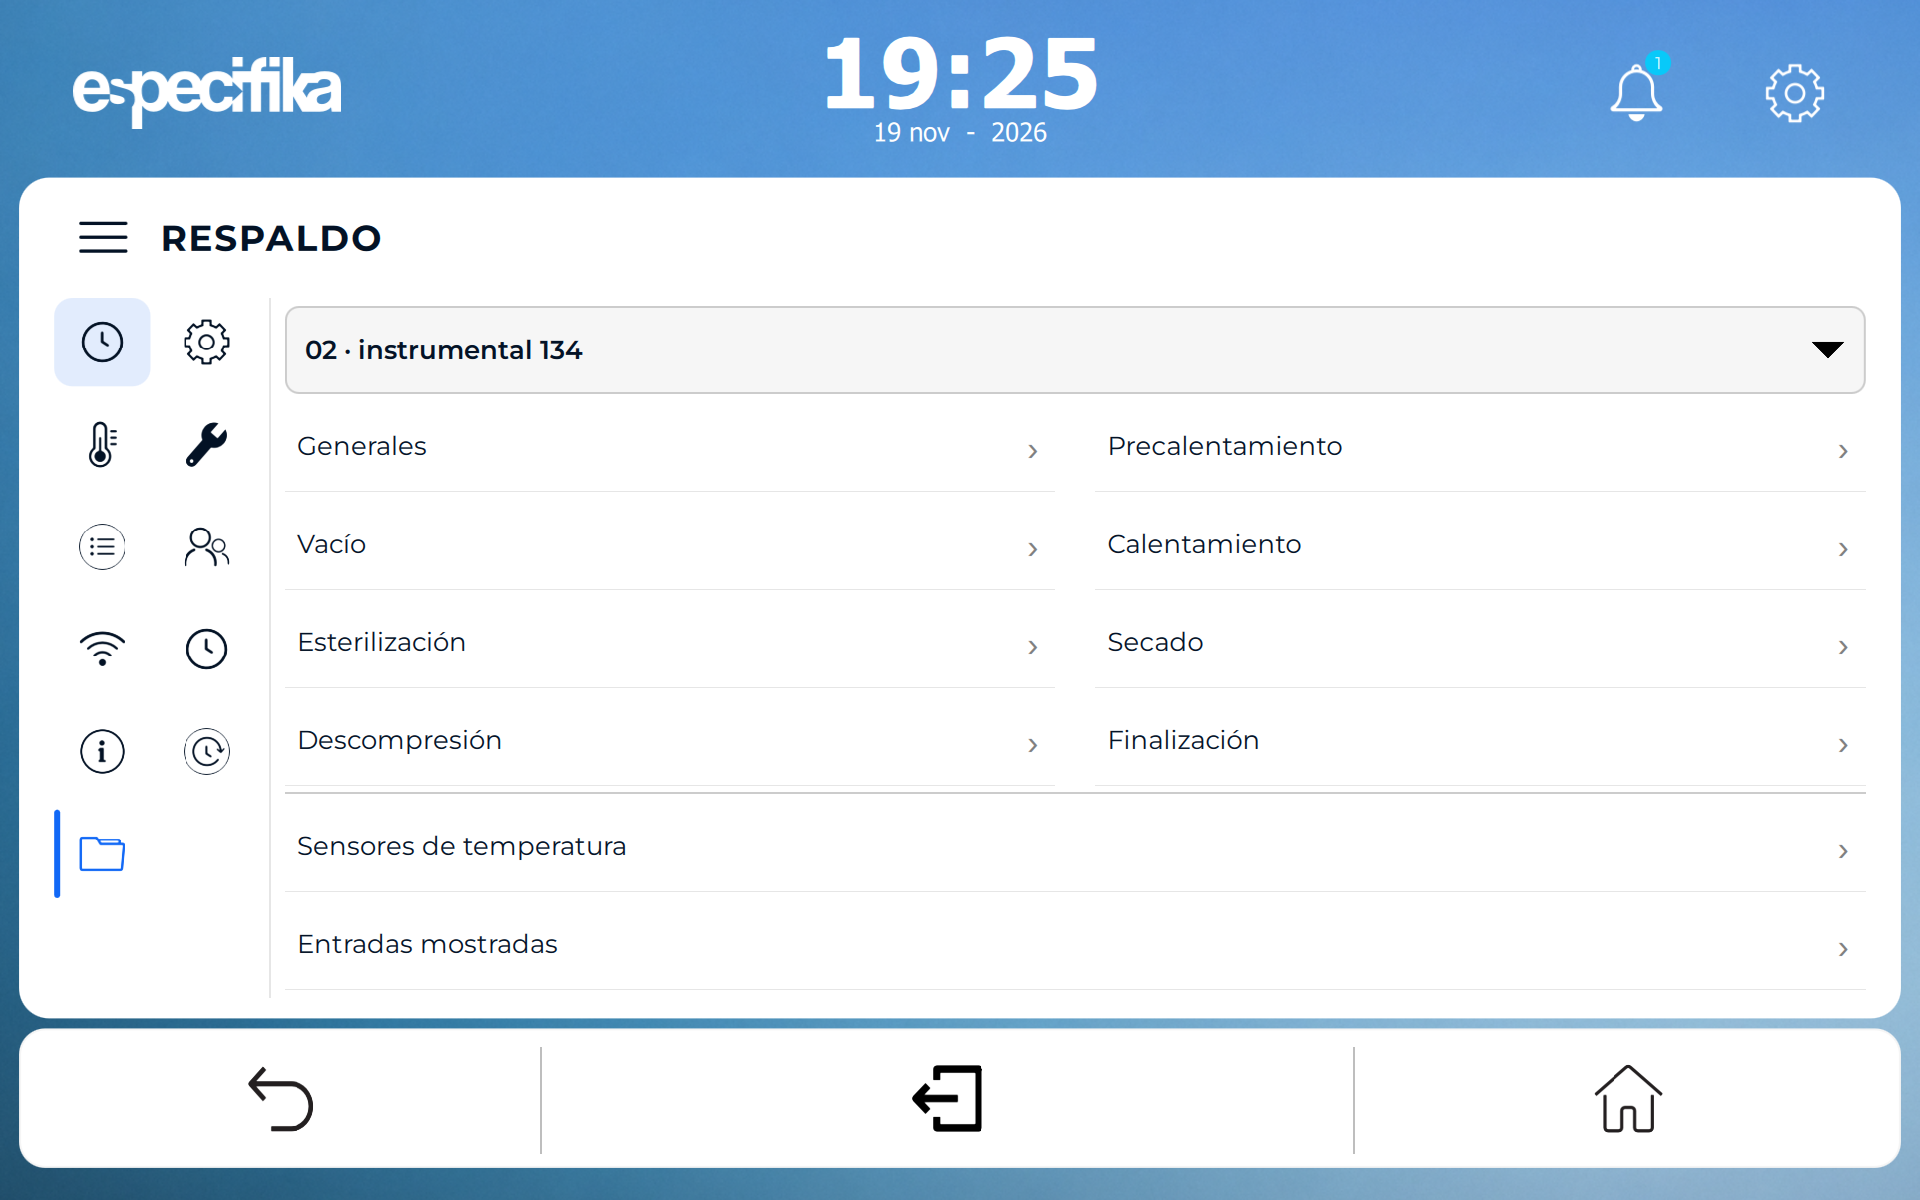 especifika
19:25
19 nov - 2026
1
RESPALDO
02 · instrumental 134
Generales
Precalentamiento
Vacío
Calentamiento
Esterilización
Secado
Descompresión
Finalización
Sensores de temperatura
Entradas mostradas